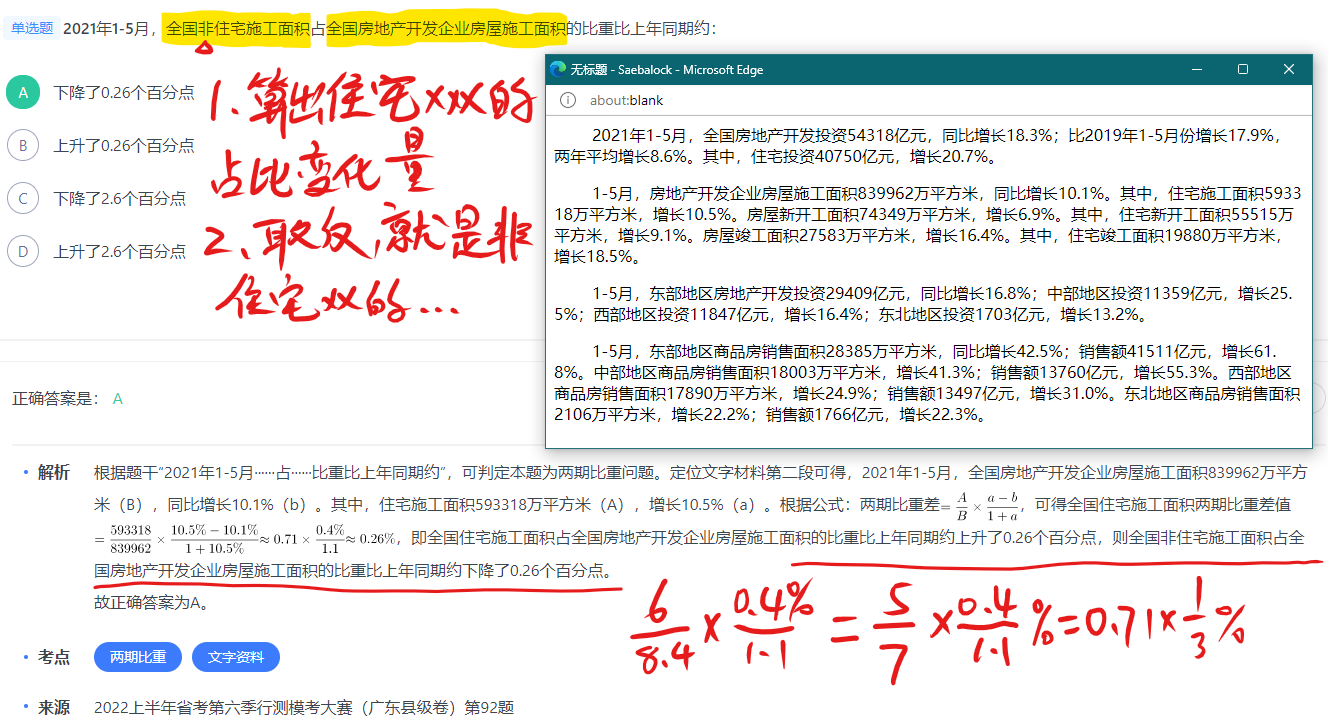 单选题 2021年1-5月，全国非住宅施工面积占全国房地产开发企业房屋施工面积的比重比上年同期约：
A 下降了0.26个百分点
B 上升了0.26个百分点
C 下降了2.6个百分点
D 上升了2.6个百分点
1、算出住宅xxx的
占比变化量
2、取反，就是非
住宅xx的...
无标题 - Saebalock - Microsoft Edge
about:blank
2021年1-5月，全国房地产开发投资54318亿元，同比增长18.3%；比2019年1-5月份增长17.9%，
两年平均增长8.6%。其中，住宅投资40750亿元，增长20.7%。
1-5月，房地产开发企业房屋施工面积839962万平方米，同比增长10.1%。其中，住宅施工面积5933
18万平方米，增长10.5%。房屋新开工面积74349万平方米，增长6.9%。其中，住宅新开工面积55515万
平方米，增长9.1%。房屋竣工面积27583万平方米，增长16.4%。其中，住宅竣工面积19880万平方米，
增长18.5%。
1-5月，东部地区房地产开发投资29409亿元，同比增长16.8%；中部地区投资11359亿元，增长25.
5%；西部地区投资11847亿元，增长16.4%；东北地区投资1703亿元，增长13.2%。
1-5月，东部地区商品房销售面积28385万平方米，同比增长42.5%；销售额41511亿元，增长61.
8%。中部地区商品房销售面积18003万平方米，增长41.3%；销售额13760亿元，增长55.3%。西部地区
商品房销售面积17890万平方米，增长24.9%；销售额13497亿元，增长31.0%。东北地区商品房销售面积
2106万平方米，增长22.2%；销售额1766亿元，增长22.3%。
正确答案是： A
解析 根据题干“2021年1-5月……占……比重比上年同期约”，可判定本题为两期比重问题。定位文字材料第二段可得，2021年1-5月，全国房地产开发企业房屋施工面积839962万平方
米（B），同比增长10.1%（b）。其中，住宅施工面积593318万平方米（A），增长10.5%（a）。根据公式：两期比重差= A/B × (a−b)/(1+a)，可得全国住宅施工面积两期比重差值
= 593318/839962 × (10.5%−10.1%)/(1+10.5%) ≈ 0.71 × 0.4%/1.1 ≈ 0.26%，即全国住宅施工面积占全国房地产开发企业房屋施工面积的比重比上年同期约上升了0.26个百分点，则全国非住宅施工面积占全
国房地产开发企业房屋施工面积的比重比上年同期约下降了0.26个百分点。
故正确答案为A。
6/8.4 × 0.4%/1.1 = 5/7 × 0.4/1.1 % = 0.71 × 1/3 %
考点 两期比重 文字资料
来源 2022上半年省考第六季行测模考大赛（广东县级卷）第92题